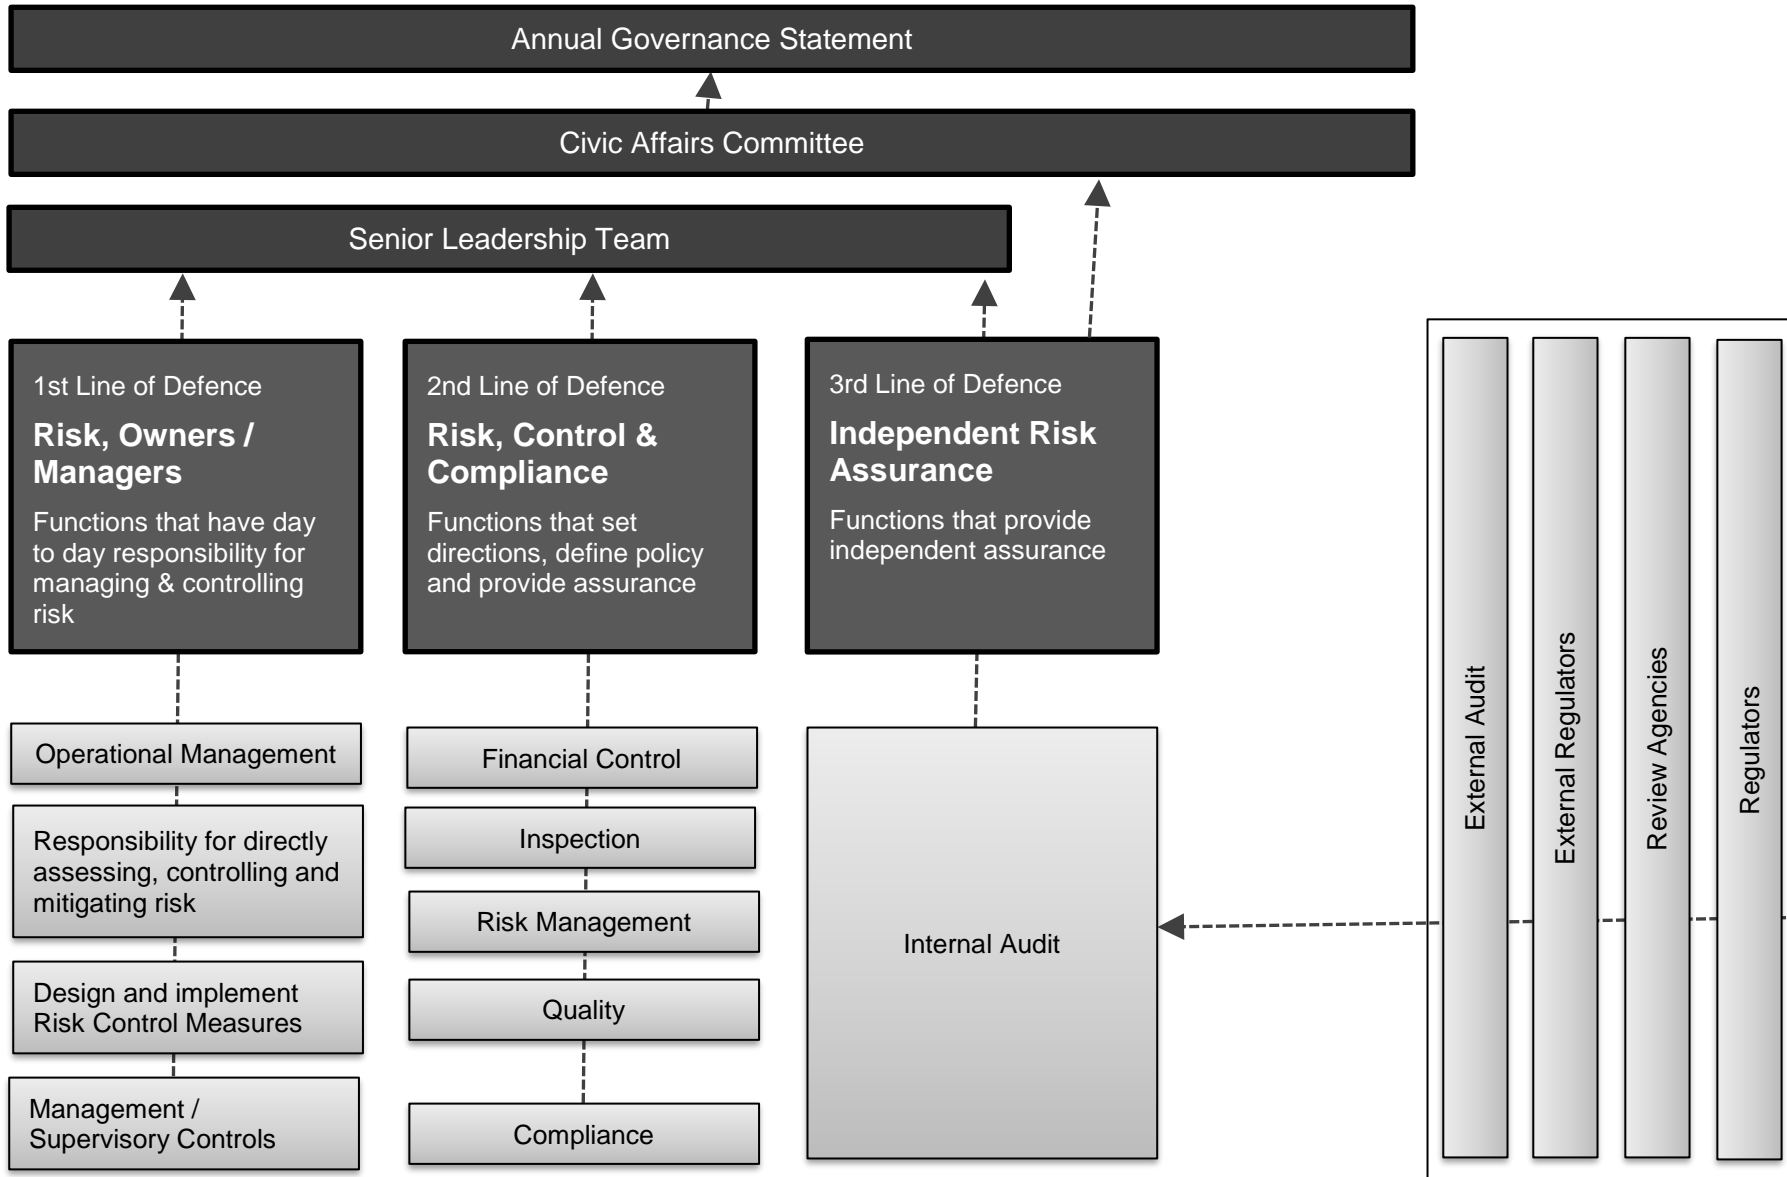 Annual Governance Statement
Civic Affairs Committee
Senior Leadership Team
1st Line of Defence
Risk, Owners /
Managers
Functions that have day
to day responsibility for
managing & controlling
risk
2nd Line of Defence
Risk, Control &
Compliance
Functions that set
directions, define policy
and provide assurance
3rd Line of Defence
Independent Risk
Assurance
Functions that provide
independent assurance
Operational Management
Responsibility for directly
assessing, controlling and
mitigating risk
Design and implement
Risk Control Measures
Management /
Supervisory Controls
Financial Control
Inspection
Risk Management
Quality
Compliance
Internal Audit
External Audit
External Regulators
Review Agencies
Regulators